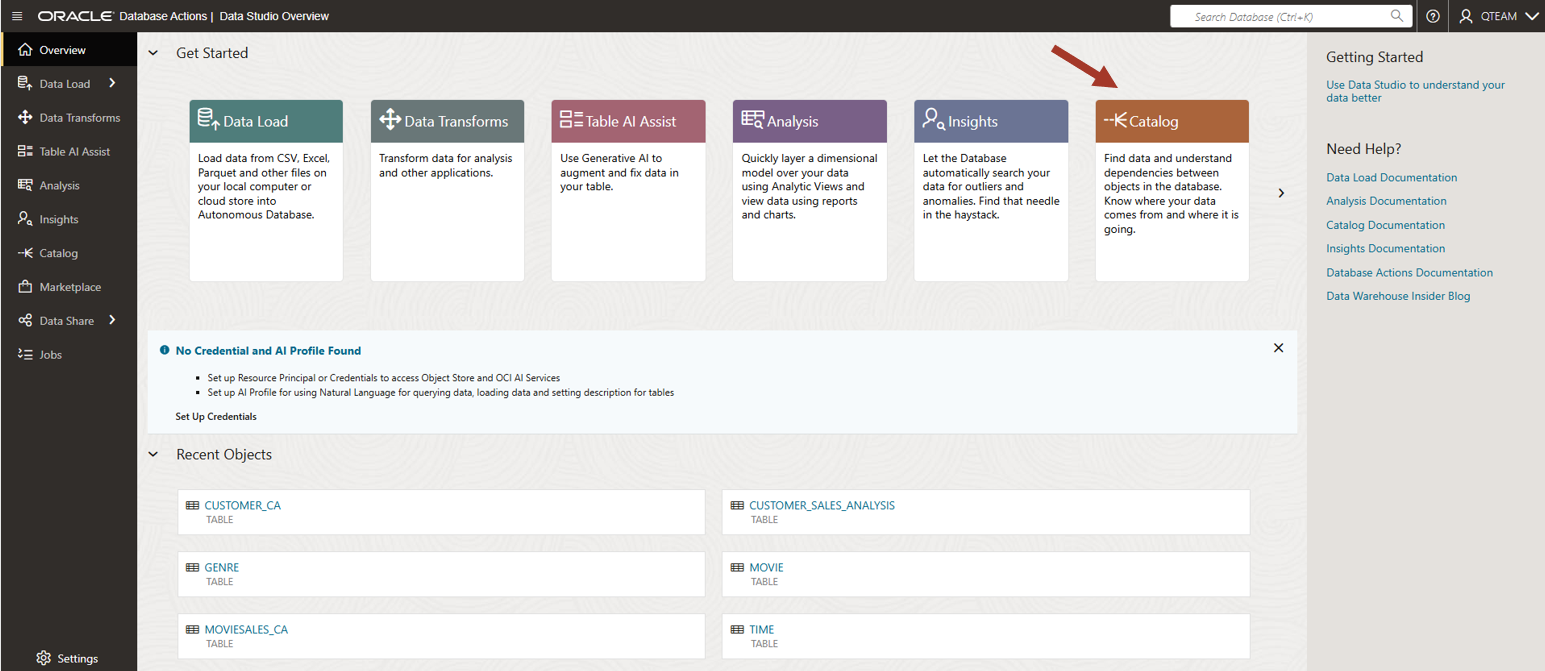 ORACLE Database Actions | Data Studio Overview
Search Database (Ctrl+K)
QTEAM
Overview
Data Load
Data Transforms
Table AI Assist
Analysis
Insights
Catalog
Marketplace
Data Share
Jobs
Settings
Get Started
Data Load
Load data from CSV, Excel,
Parquet and other files on
your local computer or
cloud store into
Autonomous Database.
Data Transforms
Transform data for analysis
and other applications.
Table AI Assist
Use Generative AI to
augment and fix data in
your table.
Analysis
Quickly layer a dimensional
model over your data
using Analytic Views and
view data using reports
and charts.
Insights
Let the Database
automatically search your
data for outliers and
anomalies. Find that needle
in the haystack.
Catalog
Find data and understand
dependencies between
objects in the database.
Know where your data
comes from and where it is
going.
No Credential and AI Profile Found
Set up Resource Principal or Credentials to access Object Store and OCI AI Services
Set up AI Profile for using Natural Language for querying data, loading data and setting description for tables
Set Up Credentials
Recent Objects
CUSTOMER_CA
TABLE
CUSTOMER_SALES_ANALYSIS
TABLE
GENRE
TABLE
MOVIE
TABLE
MOVIESALES_CA
TABLE
TIME
TABLE
Getting Started
Use Data Studio to understand your
data better
Need Help?
Data Load Documentation
Analysis Documentation
Catalog Documentation
Insights Documentation
Database Actions Documentation
Data Warehouse Insider Blog